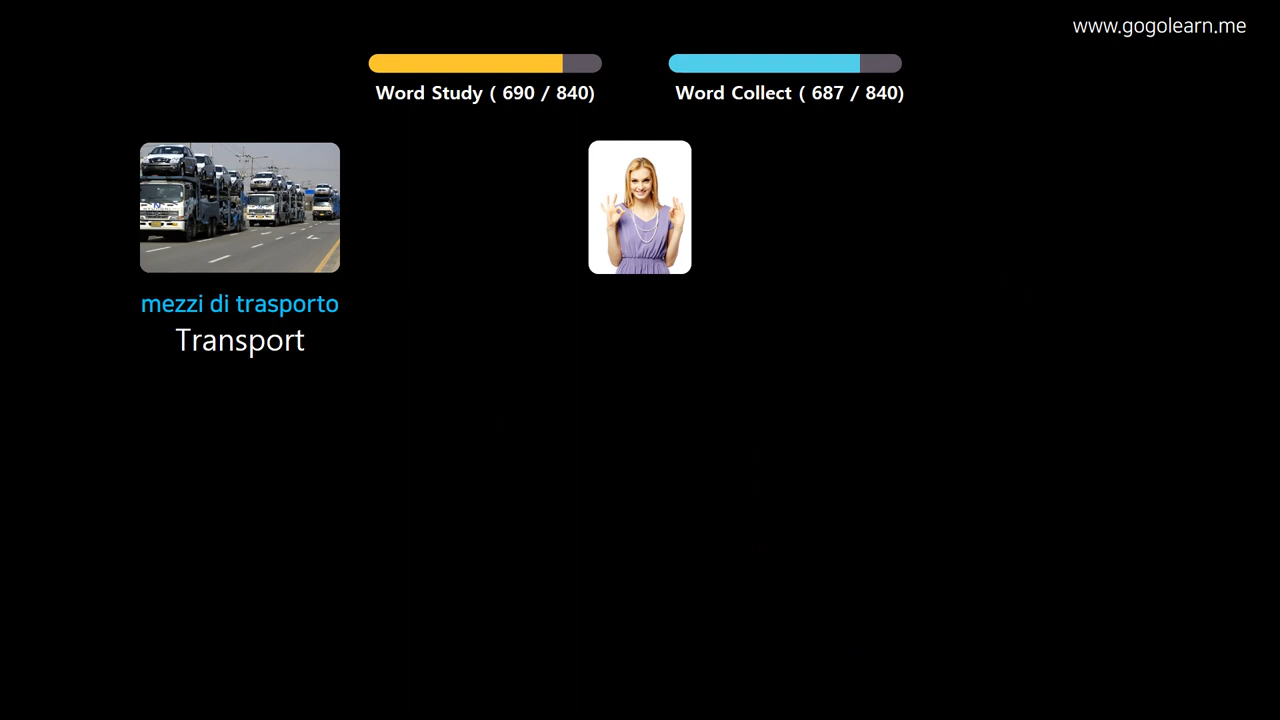 www.gogolearn.me
Word Study ( 690 / 840)
Word Collect ( 687 / 840)
mezzi di trasporto
Transport